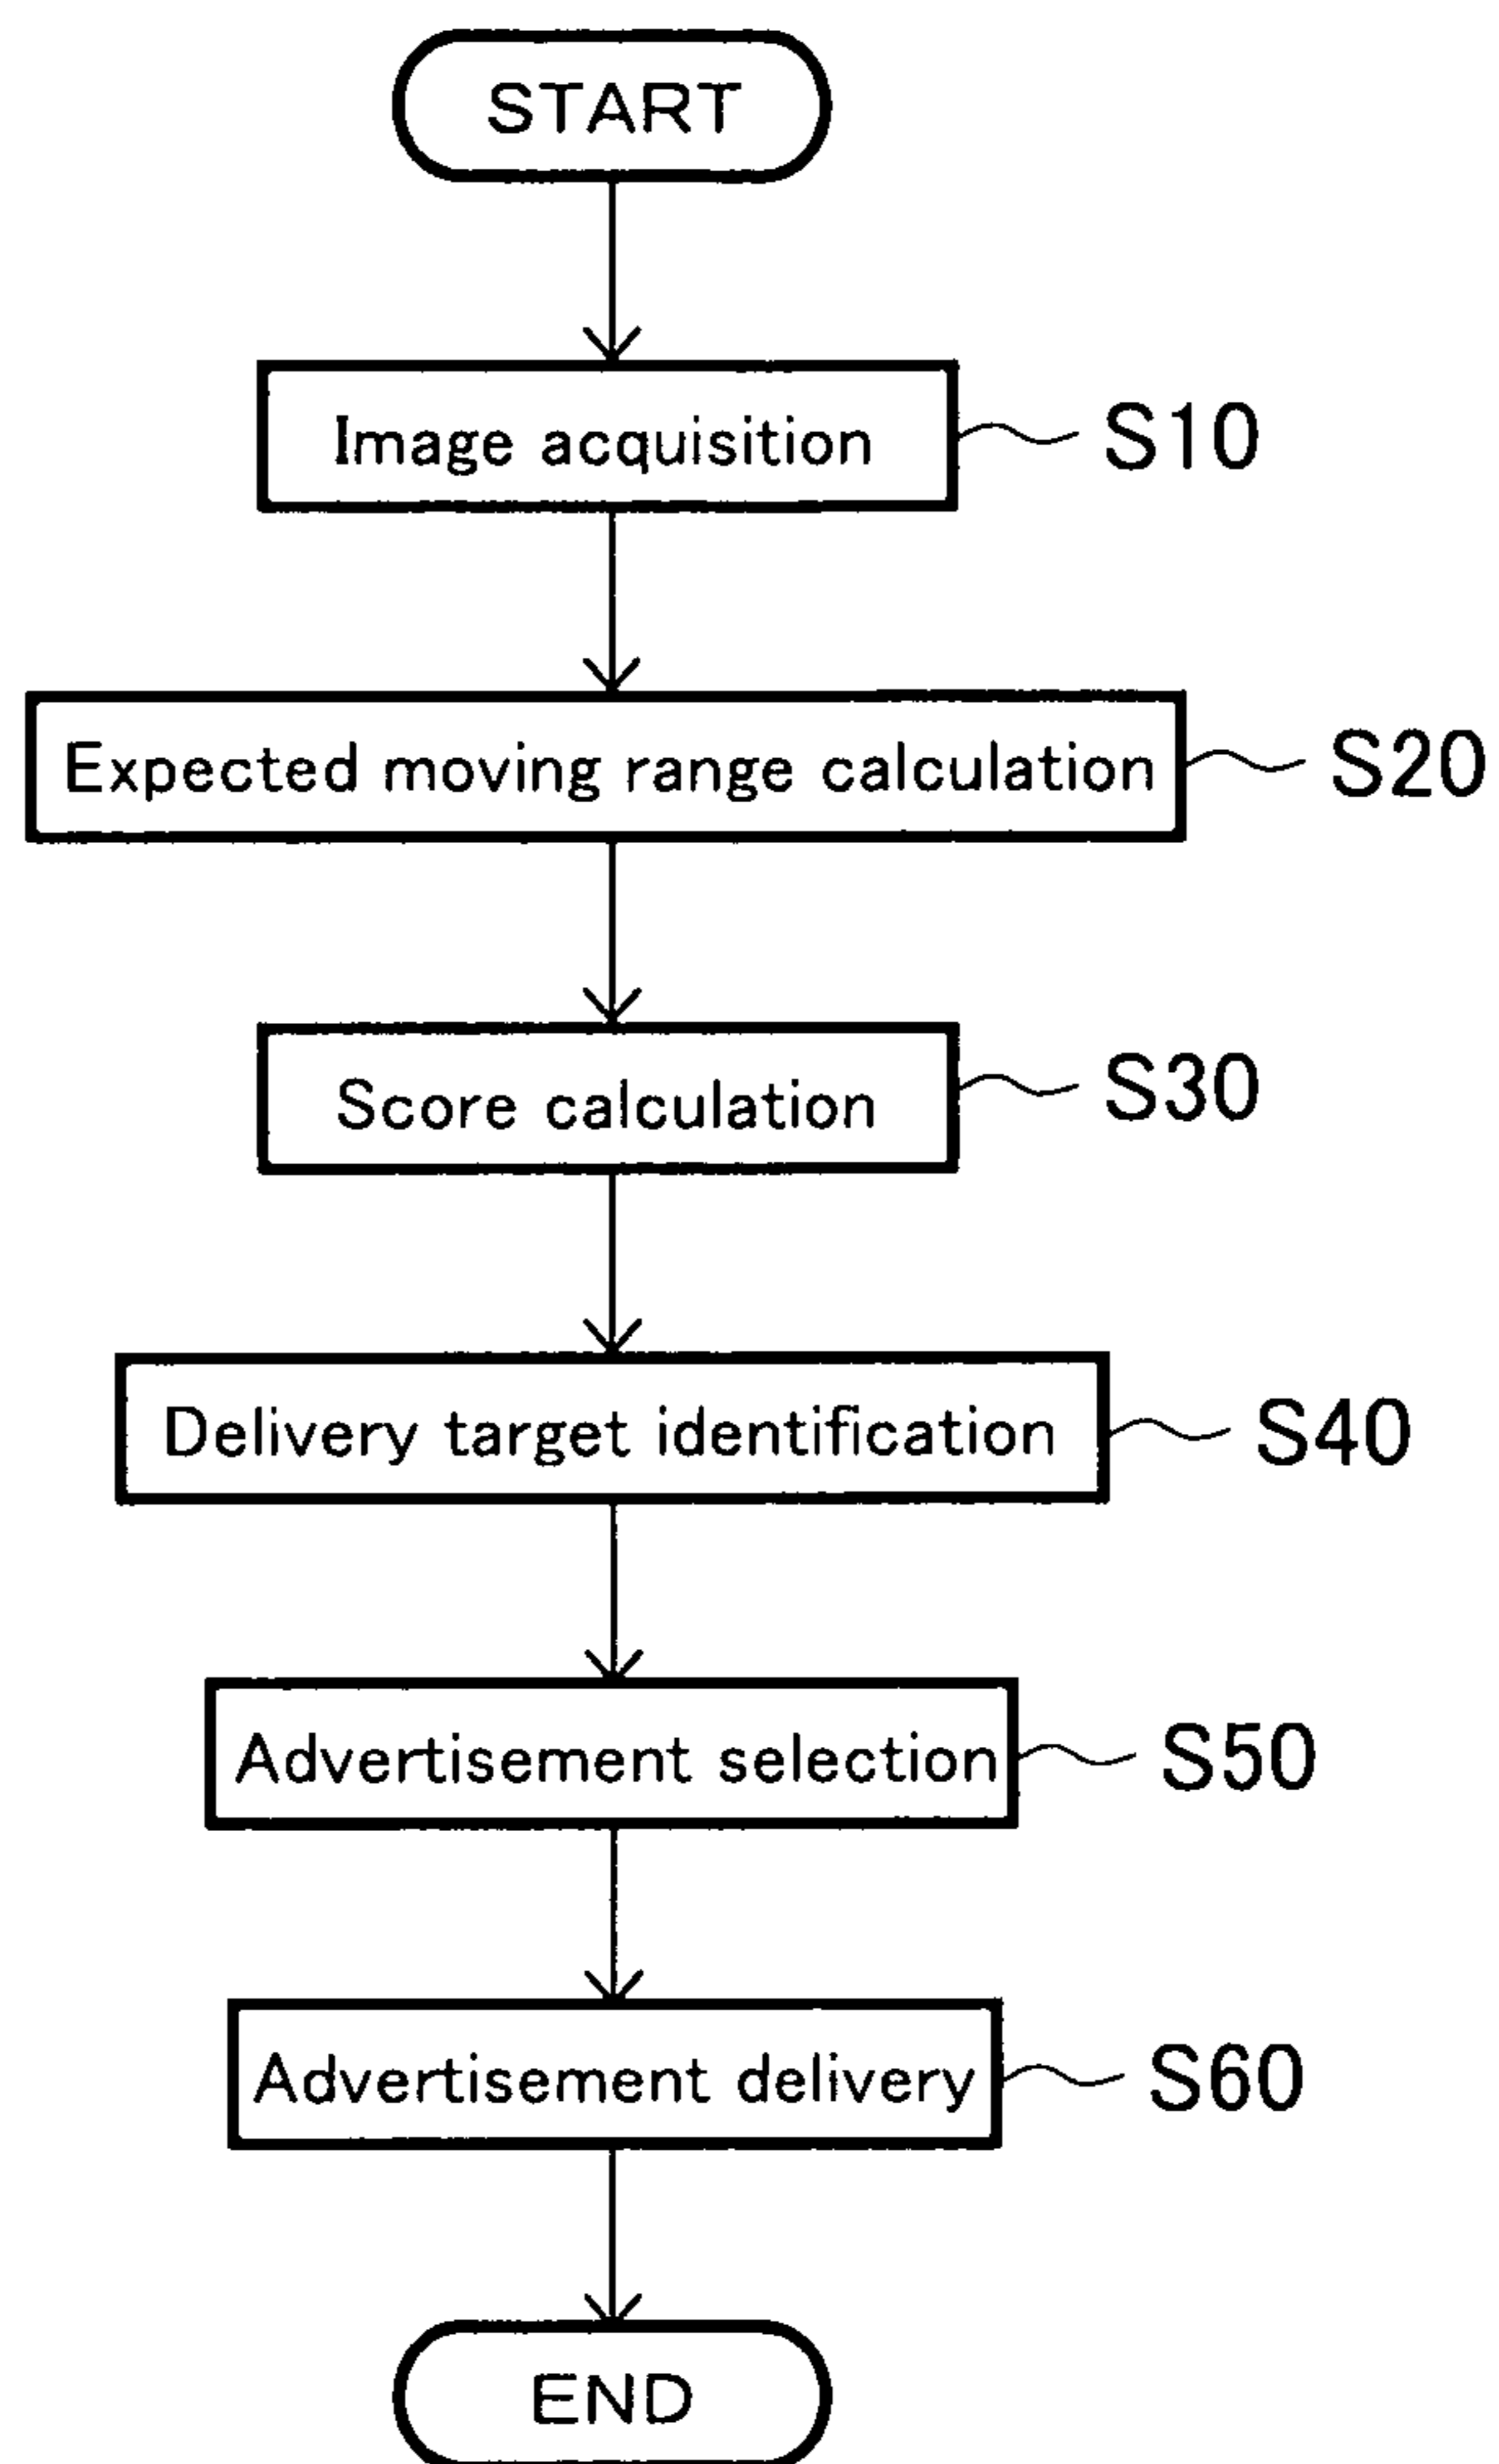 START
Image acquisition
S10
Expected moving range calculation
S20
Score calculation
S30
Delivery target identification
S40
Advertisement selection
S50
Advertisement delivery
S60
END